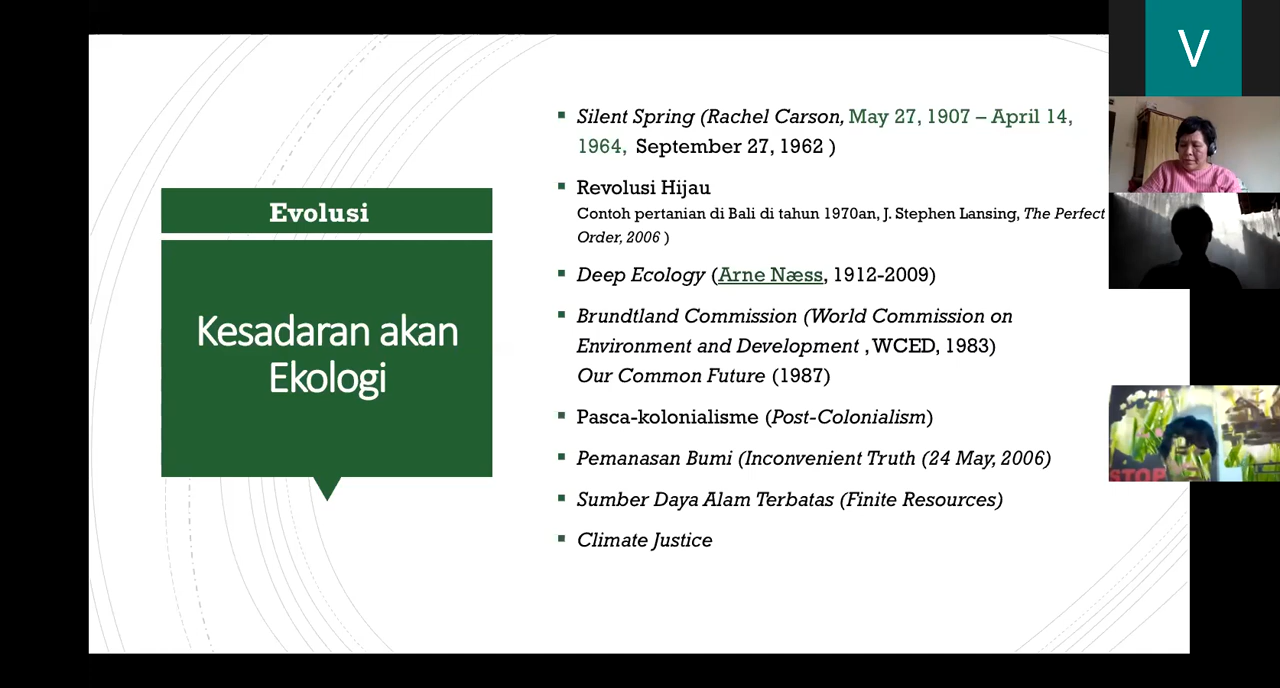 Evolusi
Kesadaran akan
Ekologi
Silent Spring (Rachel Carson, May 27, 1907 – April 14,
1964, September 27, 1962 )
Revolusi Hijau
Contoh pertanian di Bali di tahun 1970an, J. Stephen Lansing, The Perfect
Order, 2006 )
Deep Ecology (Arne Næss, 1912-2009)
Brundtland Commission (World Commission on
Environment and Development , WCED, 1983)
Our Common Future (1987)
Pasca-kolonialisme (Post-Colonialism)
Pemanasan Bumi (Inconvenient Truth (24 May, 2006)
Sumber Daya Alam Terbatas (Finite Resources)
Climate Justice
V
STOP